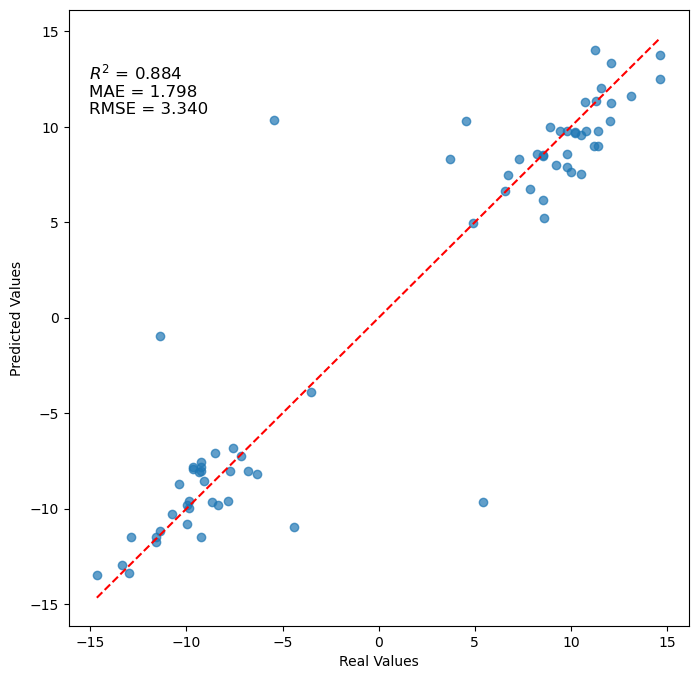 15
10
5
0
−5
−10
−15
Predicted Values
R² = 0.884
MAE = 1.798
RMSE = 3.340
−15 −10 −5 0 5 10 15
Real Values